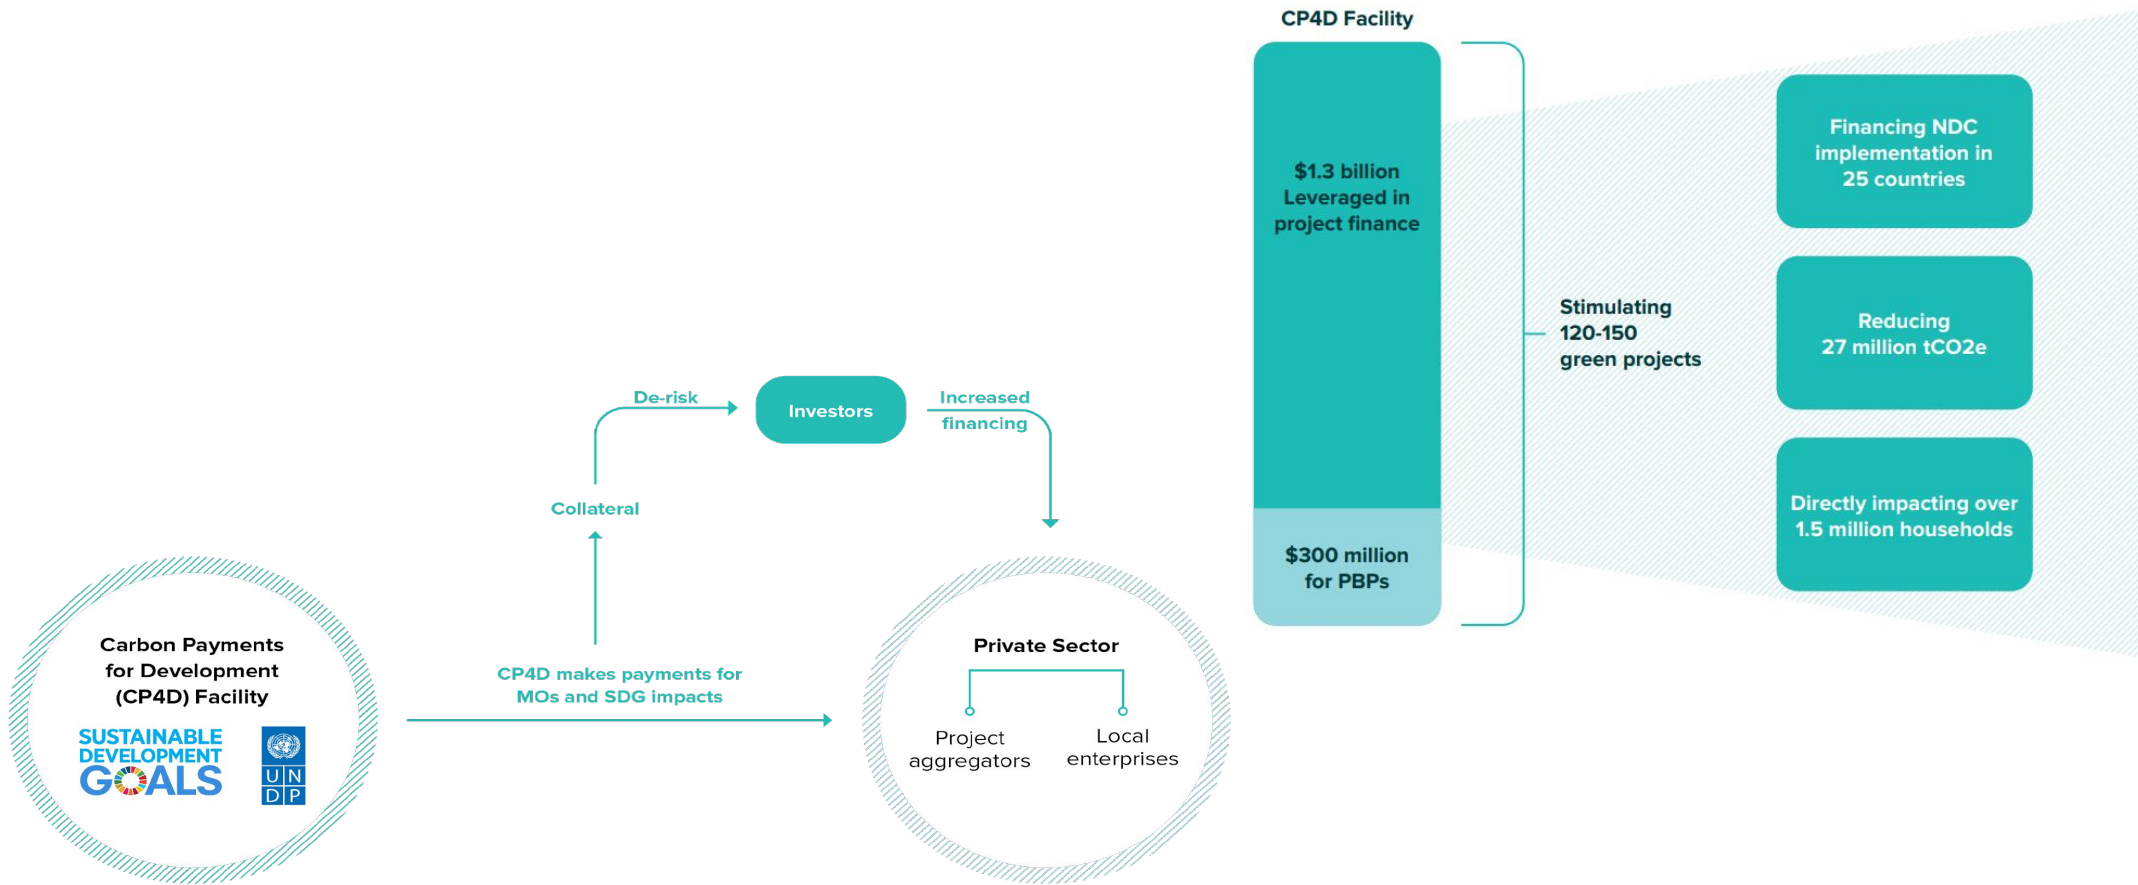 CP4D Facility
$1.3 billion
Leveraged in
project finance
$300 million
for PBPs
Stimulating
120-150
green projects
Financing NDC
implementation in
25 countries
Reducing
27 million tCO2e
Directly impacting over
1.5 million households
De-risk
Investors
Increased
financing
Collateral
CP4D makes payments for
MOs and SDG impacts
Carbon Payments
for Development
(CP4D) Facility
SUSTAINABLE
DEVELOPMENT
GOALS
U N
D P
Private Sector
Project
aggregators
Local
enterprises